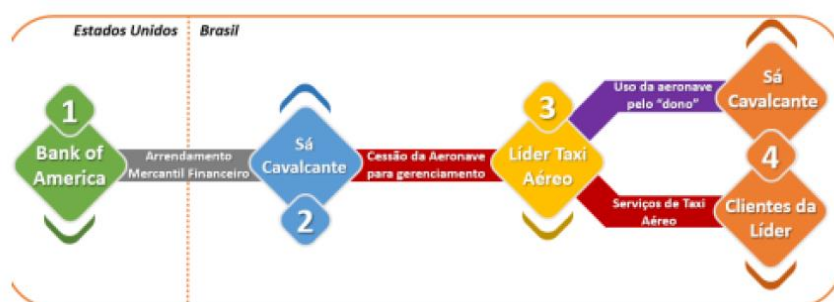 Estados Unidos
Brasil
1
Bank of
America
Arrendamento
Mercantil Financeiro
Sá
Cavalcante
2
Cessão da Aeronave
para gerenciamento
3
Líder Taxi
Aéreo
Uso da aeronave
pelo “dono”
Serviços de Taxi
Aéreo
Sá
Cavalcante
4
Clientes da
Líder